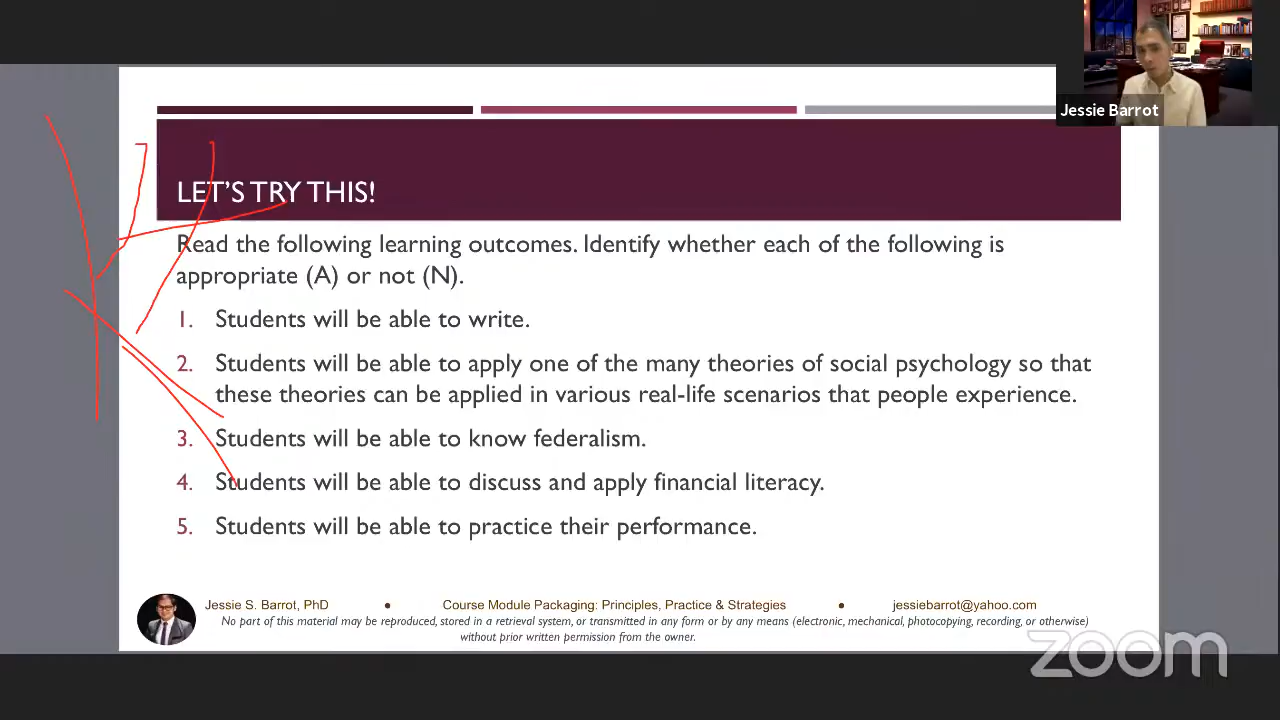 Jessie Barrot
LET'S TRY THIS!
Read the following learning outcomes. Identify whether each of the following is
appropriate (A) or not (N).
1. Students will be able to write.
2. Students will be able to apply one of the many theories of social psychology so that
these theories can be applied in various real-life scenarios that people experience.
3. Students will be able to know federalism.
4. Students will be able to discuss and apply financial literacy.
5. Students will be able to practice their performance.
Jessie S. Barrot, PhD • Course Module Packaging: Principles, Practice & Strategies • jessiebarrot@yahoo.com
No part of this material may be reproduced, stored in a retrieval system, or transmitted in any form or by any means (electronic, mechanical, photocopying, recording, or otherwise)
without prior written permission from the owner.
zoom